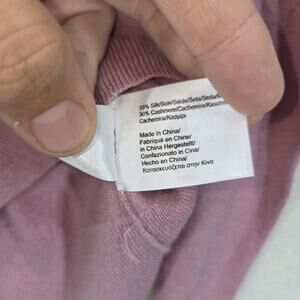 70% Silk/Soie/Seide/Seta/Seda/
30% Cashmere/Cachemire/Kaschm
Cachemira/Κασμίρι
Made in China/
Fabriqué en Chine/
in China Hergestellt/
Confezionato in Cina/
Hecho en China/
Κατασκευάζεται στην Κίνα